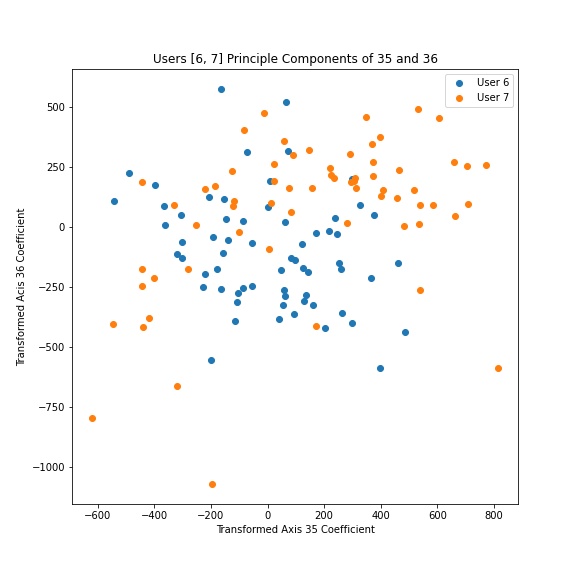 Users [6, 7] Principle Components of 35 and 36
User 6
User 7
Transformed Acis 36 Coefficient
500
250
0
−250
−500
−750
−1000
−600 −400 −200 0 200 400 600 800
Transformed Axis 35 Coefficient